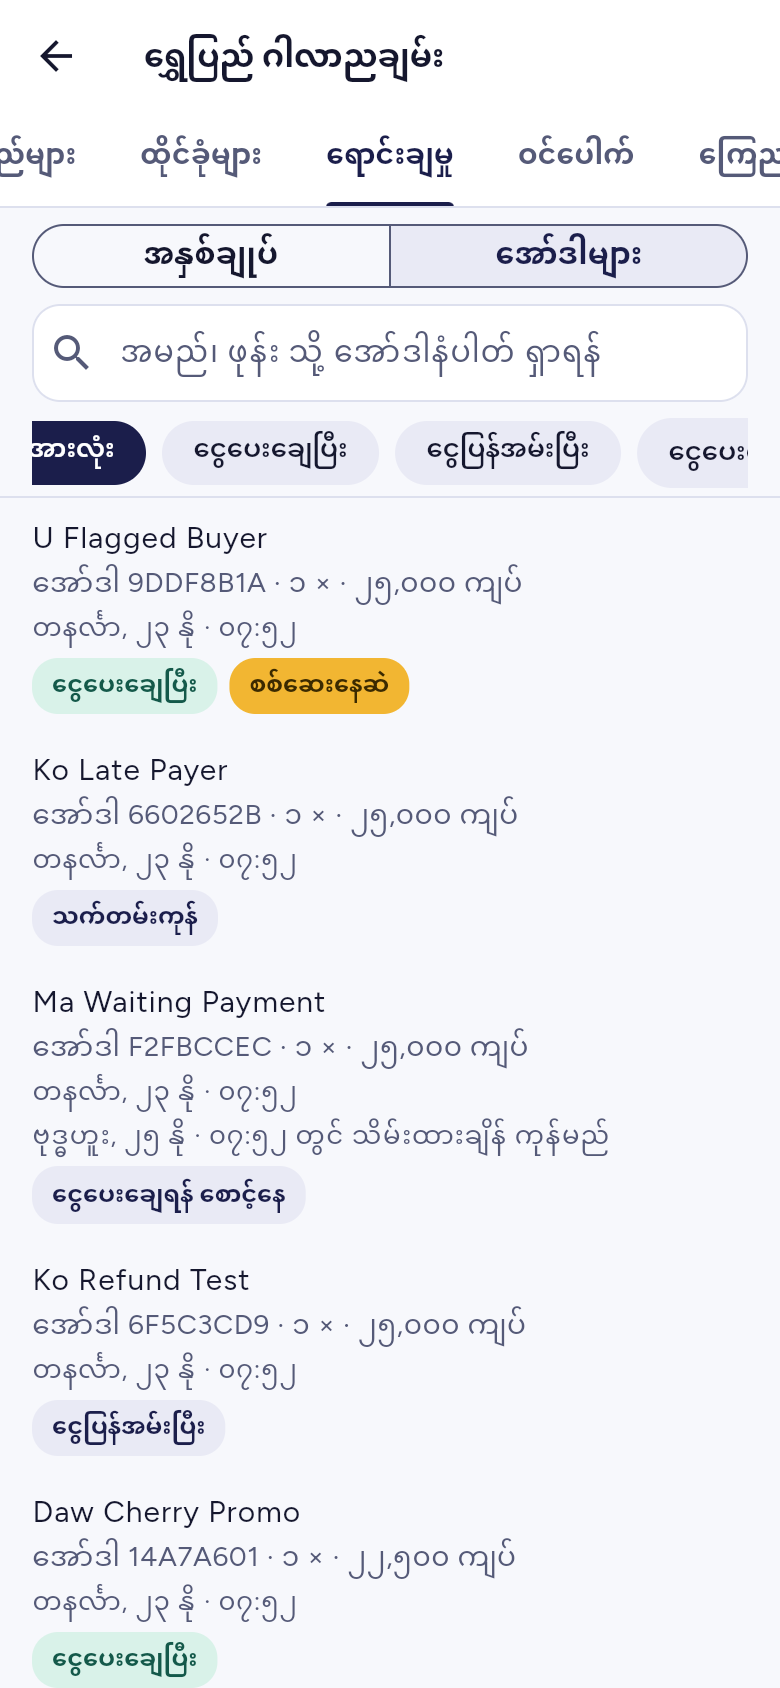 ရွှေပြည် ဂါလာညချမ်း
ည်များ ထိုင်ခုံများ ရောင်းချမှု ဝင်ပေါက် ကြေည
အနှစ်ချုပ် အော်ဒါများ
အမည်၊ ဖုန်း သို့ အော်ဒါနံပါတ် ရှာရန်
အားလုံး ငွေပေးချေပြီး ငွေပြန်အမ်းပြီး ငွေပေး
U Flagged Buyer
အော်ဒါ 9DDF8B1A · ၁ × · ၂၅,၀၀၀ ကျပ်
တနင်္လာ, ၂၃ နို · ၀၇:၅၂
ငွေပေးချေပြီး စစ်ဆေးနေဆဲ
Ko Late Payer
အော်ဒါ 6602652B · ၁ × · ၂၅,၀၀၀ ကျပ်
တနင်္လာ, ၂၃ နို · ၀၇:၅၂
သက်တမ်းကုန်
Ma Waiting Payment
အော်ဒါ F2FBCCEC · ၁ × · ၂၅,၀၀၀ ကျပ်
တနင်္လာ, ၂၃ နို · ၀၇:၅၂
ဗုဒ္ဓဟူး, ၂၅ နို · ၀၇:၅၂ တွင် သိမ်းထားချိန် ကုန်မည်
ငွေပေးချေရန် စောင့်နေ
Ko Refund Test
အော်ဒါ 6F5C3CD9 · ၁ × · ၂၅,၀၀၀ ကျပ်
တနင်္လာ, ၂၃ နို · ၀၇:၅၂
ငွေပြန်အမ်းပြီး
Daw Cherry Promo
အော်ဒါ 14A7A601 · ၁ × · ၂၂,၅၀၀ ကျပ်
တနင်္လာ, ၂၃ နို · ၀၇:၅၂
ငွေပေးချေပြီး